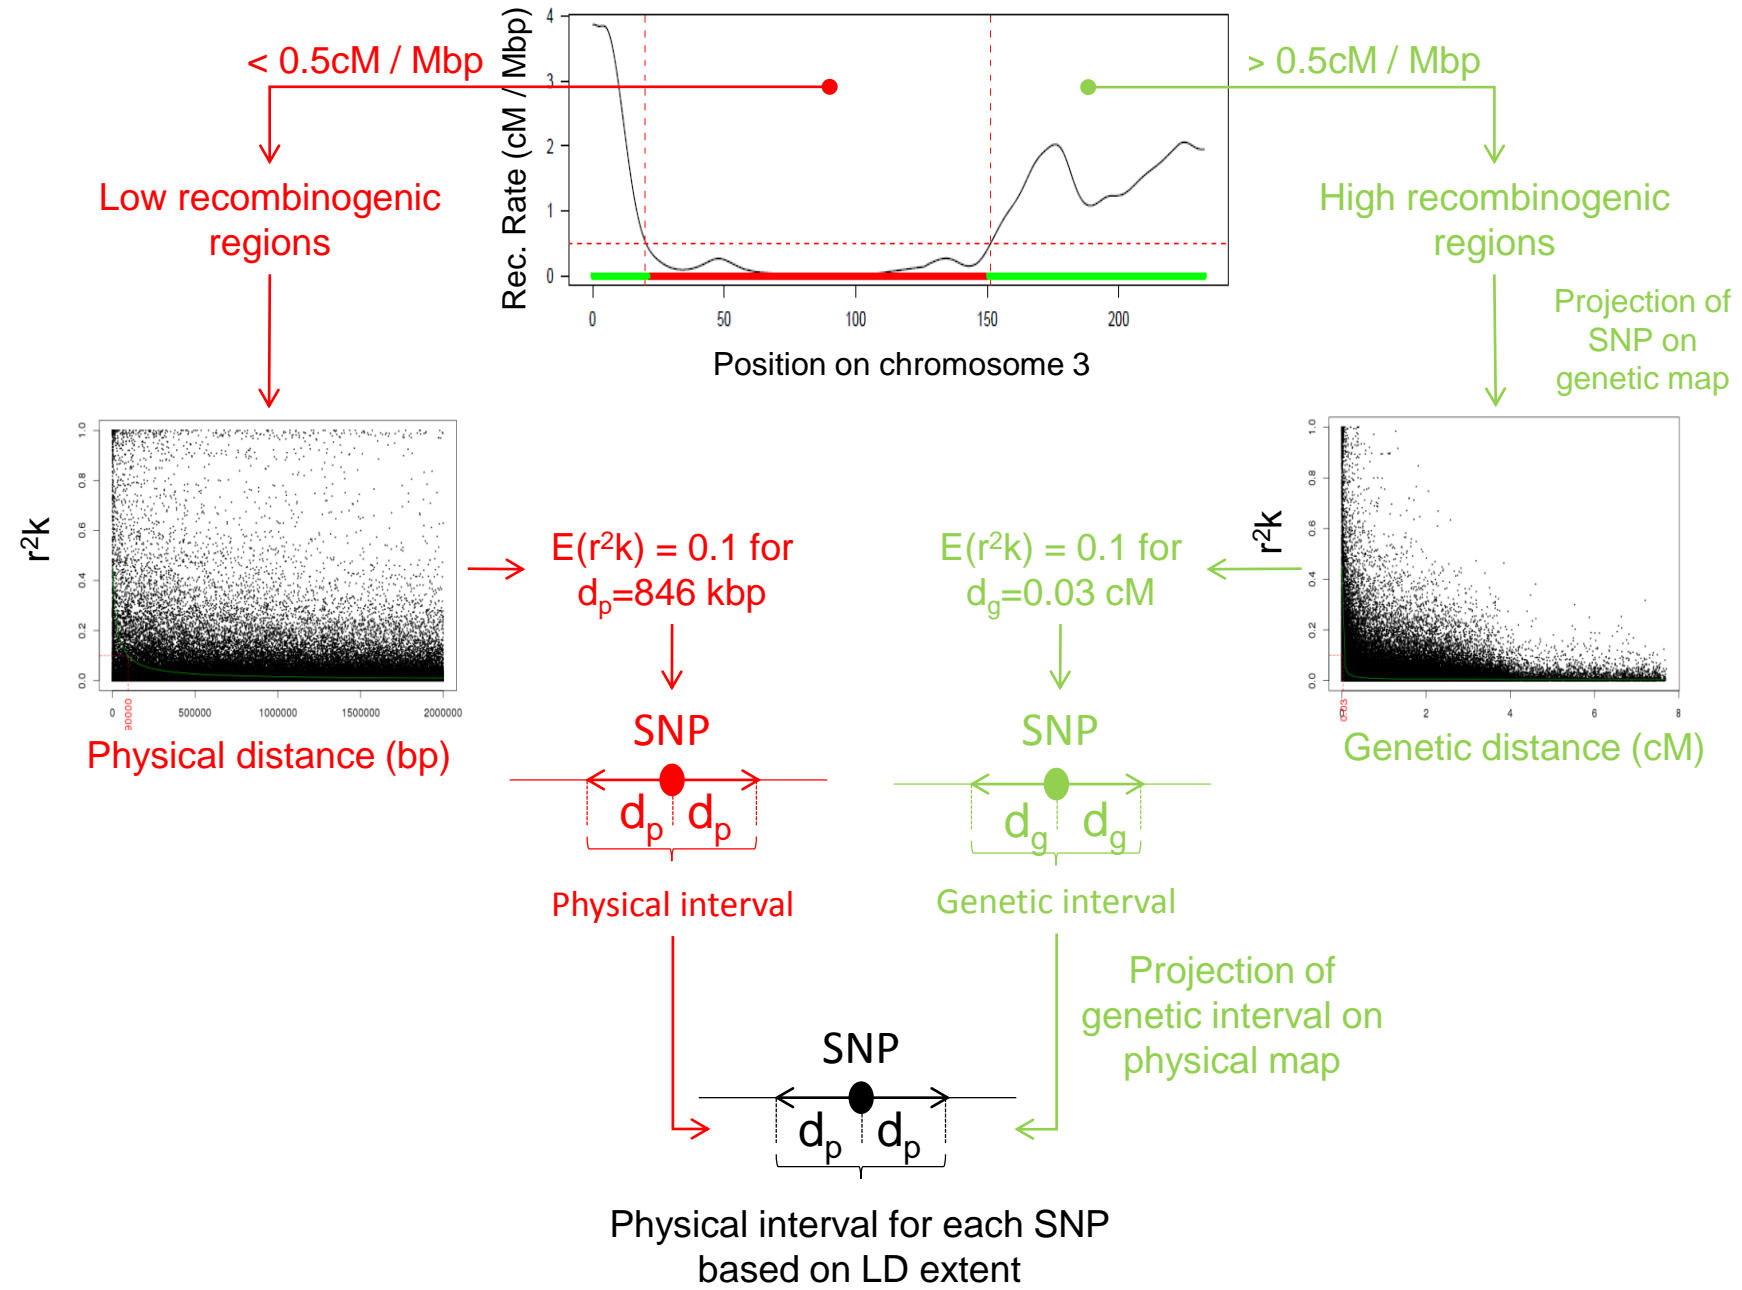 < 0.5cM / Mbp
> 0.5cM / Mbp
Rec. Rate (cM / Mbp)
4
3
2
1
0
0 50 100 150 200
Position on chromosome 3
Low recombinogenic
regions
High recombinogenic
regions
Projection of
SNP on
genetic map
r²k
1.0
0.8
0.6
0.4
0.2
0.0
0 500000 1000000 1500000 2000000
Physical distance (bp)
E(r²k) = 0.1 for
dp=846 kbp
E(r²k) = 0.1 for
dg=0.03 cM
r²k
1.0
0.8
0.6
0.4
0.2
0.0
0 2 4 6 8
0.03
Genetic distance (cM)
SNP
dp dp
Physical interval
SNP
dg dg
Genetic interval
Projection of
genetic interval on
physical map
SNP
dp dp
Physical interval for each SNP
based on LD extent